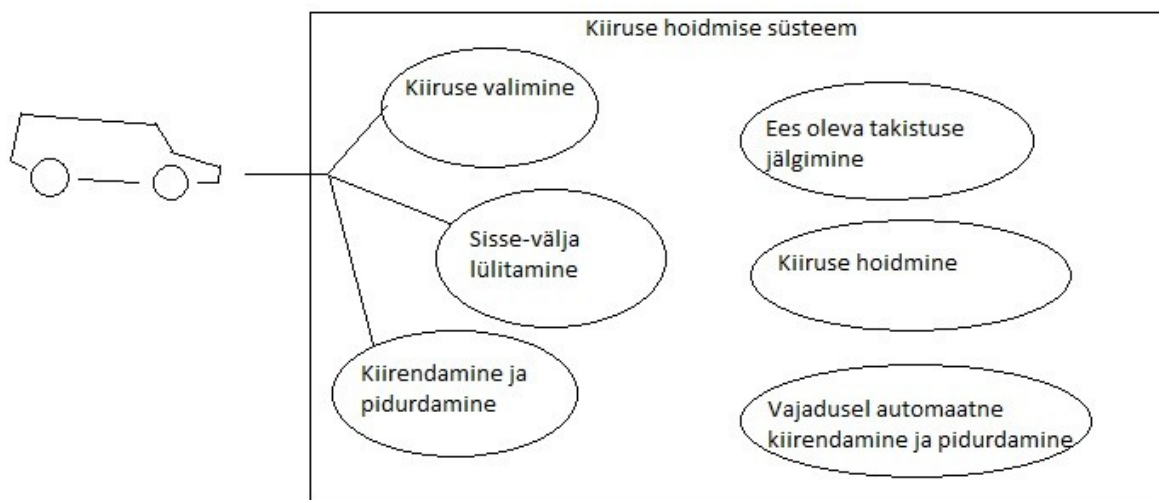 Kiiruse hoidmise süsteem
Kiiruse valimine
Sisse-välja
lülitamine
Kiirendamine ja
pidurdamine
Ees oleva takistuse
jälgimine
Kiiruse hoidmine
Vajadusel automaatne
kiirendamine ja pidurdamine